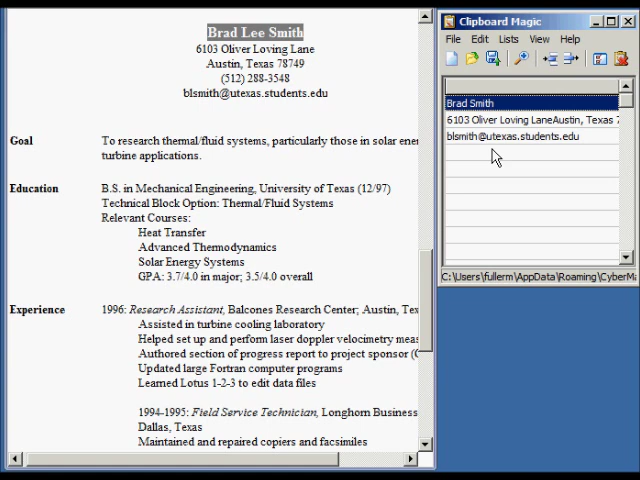 Brad Lee Smith
6103 Oliver Loving Lane
Austin, Texas 78749
(512) 288-3548
blsmith@utexas.students.edu
Goal
To research thermal/fluid systems, particularly those in solar ener
turbine applications.
Education
B.S. in Mechanical Engineering, University of Texas (12/97)
Technical Block Option: Thermal/Fluid Systems
Relevant Courses:
Heat Transfer
Advanced Thermodynamics
Solar Energy Systems
GPA: 3.7/4.0 in major; 3.5/4.0 overall
Experience
1996: Research Assistant, Balcones Research Center; Austin, Tex
Assisted in turbine cooling laboratory
Helped set up and perform laser doppler velocimetry meas
Authored section of progress report to project sponsor (G
Updated large Fortran computer programs
Learned Lotus 1-2-3 to edit data files
1994-1995: Field Service Technician, Longhorn Business
Dallas, Texas
Maintained and repaired copiers and facsimiles
Clipboard Magic
File Edit Lists View Help
Brad Smith
6103 Oliver Loving LaneAustin, Texas 7
blsmith@utexas.students.edu
C:\Users\fullerm\AppData\Roaming\CyberMa